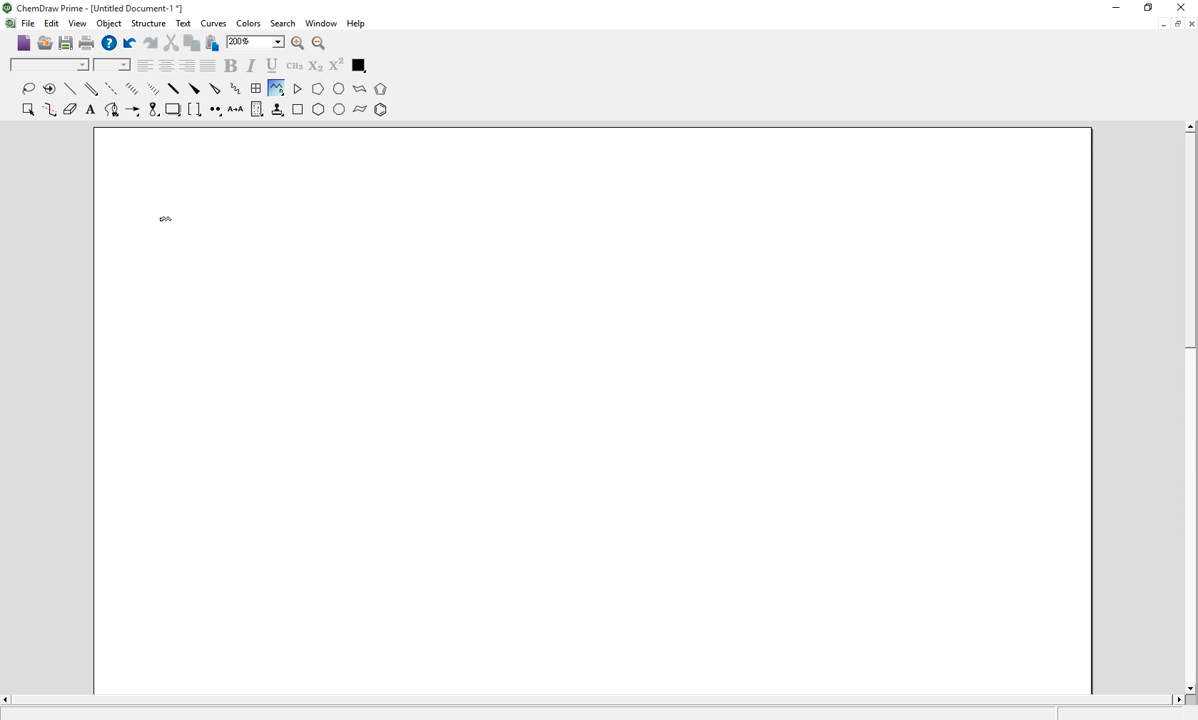 ChemDraw Prime - [Untitled Document-1 *]
File Edit View Object Structure Text Curves Colors Search Window Help
200%
B I U CH₂ X₂ X²
A A→A